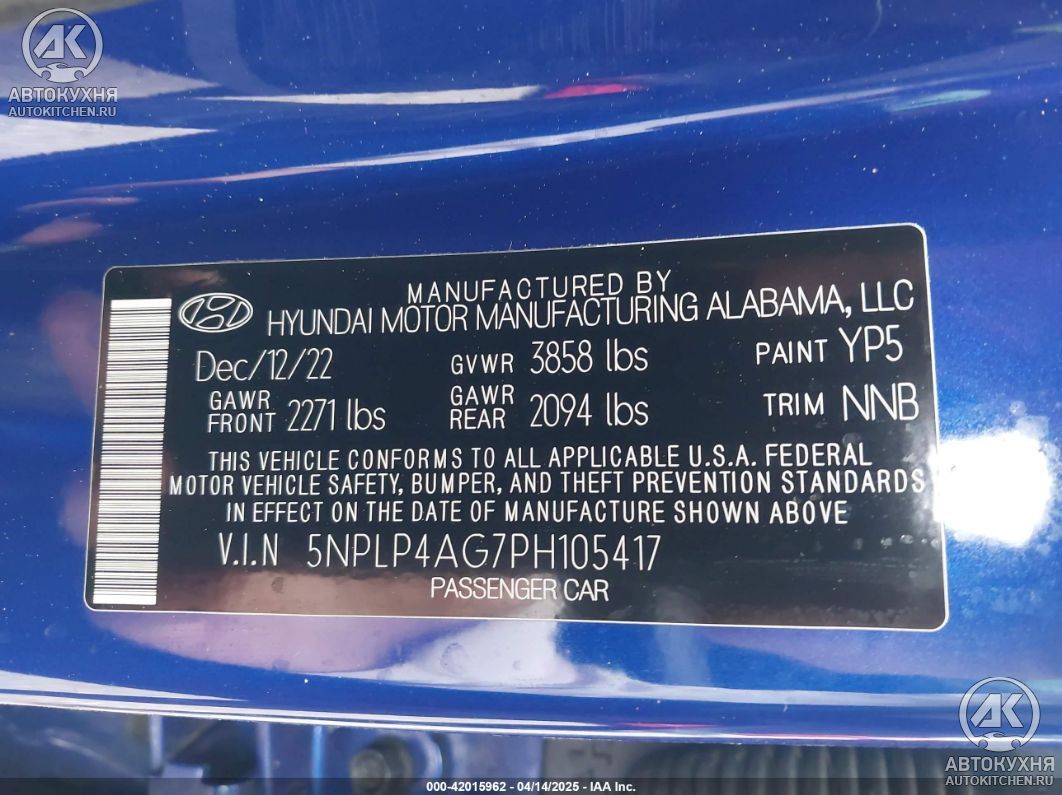 AK
АВТОКУХНЯ
AUTOKITCHEN.RU
MANUFACTURED BY
HYUNDAI MOTOR MANUFACTURING ALABAMA, LLC
Dec/12/22 GVWR 3858 lbs PAINT YP5
GAWR FRONT 2271 lbs GAWR REAR 2094 lbs TRIM NNB
THIS VEHICLE CONFORMS TO ALL APPLICABLE U.S.A. FEDERAL
MOTOR VEHICLE SAFETY, BUMPER, AND THEFT PREVENTION STANDARDS
IN EFFECT ON THE DATE OF MANUFACTURE SHOWN ABOVE
V.I.N 5NPLP4AG7PH105417
PASSENGER CAR
AK
АВТОКУХНЯ
AUTOKITCHEN.RU
000-42015962 - 04/14/2025 - IAA Inc.